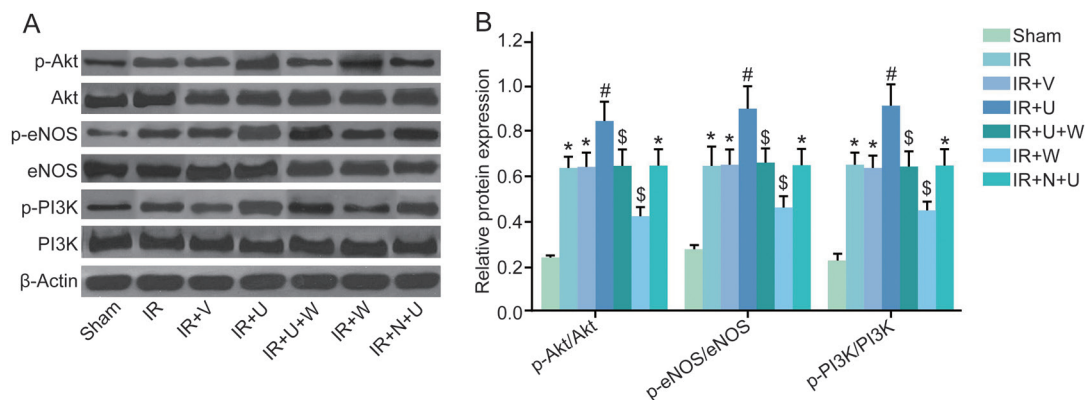 A
p-Akt
Akt
p-eNOS
eNOS
p-PI3K
PI3K
β-Actin
Sham
IR
IR+V
IR+U
IR+U+W
IR+W
IR+N+U
B
Relative protein expression
1.2
1.0
0.8
0.6
0.4
0.2
0.0
* * # $ $ *
* * # $ $ *
* * # $ $ *
p-Akt/Akt
p-eNOS/eNOS
p-PI3K/PI3K
Sham
IR
IR+V
IR+U
IR+U+W
IR+W
IR+N+U